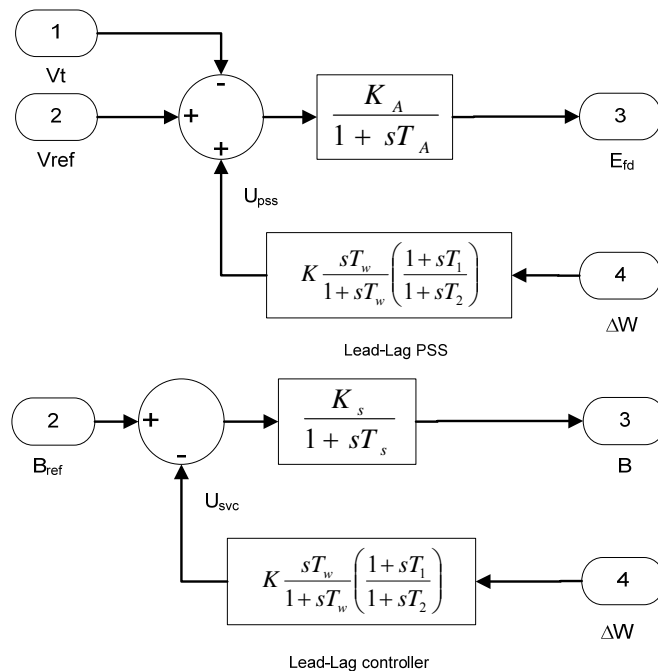 1
Vt
2
Vref
-
+
+
K_A
1 + sT_A
3
E_fd
U_pss
K sT_w / 1+sT_w (1+sT_1 / 1+sT_2)
4
ΔW
Lead-Lag PSS
2
B_ref
+
-
K_s
1 + sT_s
3
B
U_svc
K sT_w / 1+sT_w (1+sT_1 / 1+sT_2)
4
ΔW
Lead-Lag controller